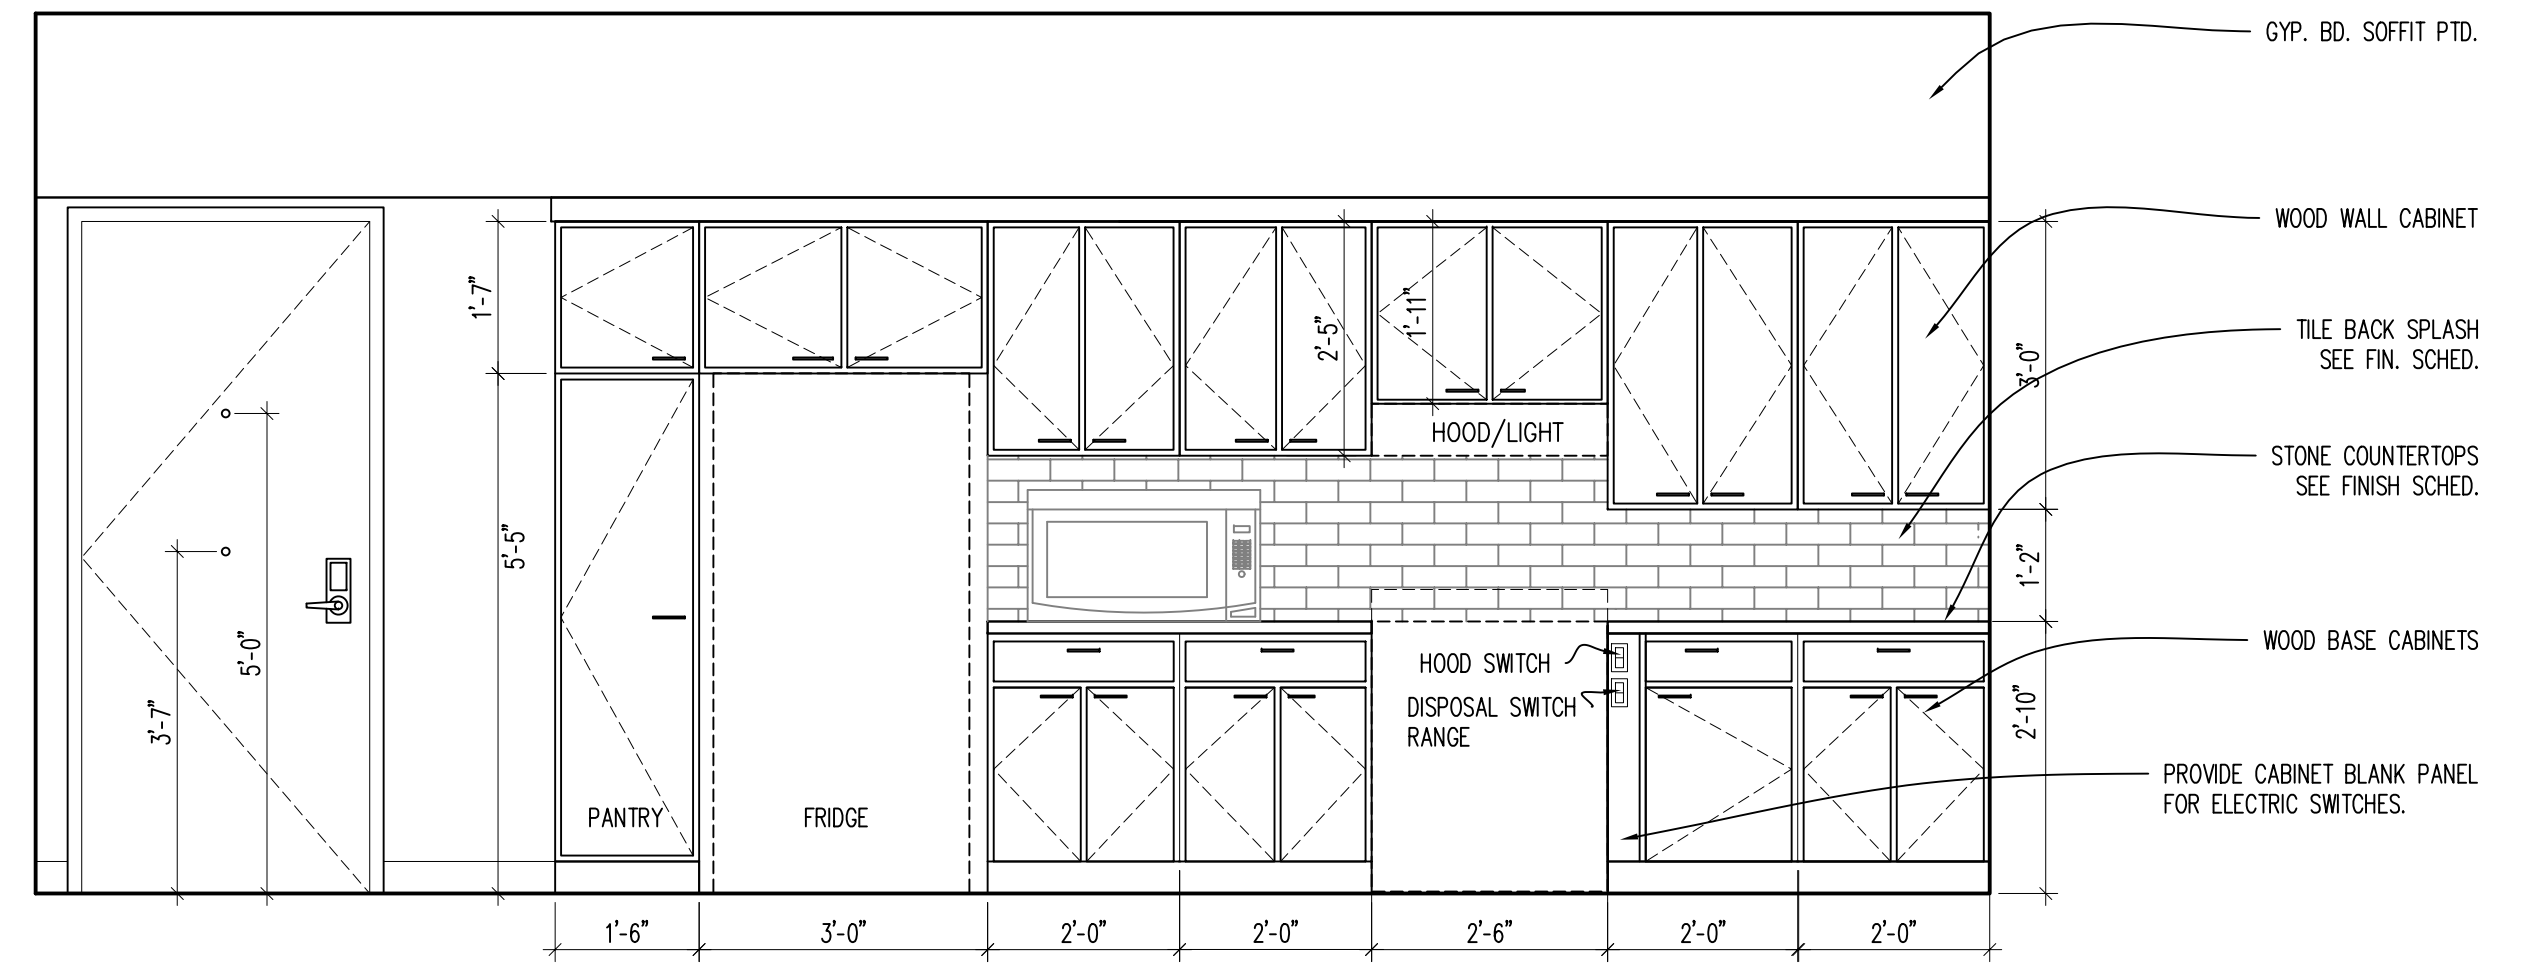 GYP. BD. SOFFIT PTD.
WOOD WALL CABINET
TILE BACK SPLASH
SEE FIN. SCHED.
STONE COUNTERTOPS
SEE FINISH SCHED.
WOOD BASE CABINETS
PROVIDE CABINET BLANK PANEL
FOR ELECTRIC SWITCHES.
1'-7"
5'-5"
5'-0"
3'-7"
2'-5"
1'-11"
3'-0"
1'-2"
2'-10"
HOOD/LIGHT
HOOD SWITCH
DISPOSAL SWITCH
RANGE
PANTRY
FRIDGE
1'-6"
3'-0"
2'-0"
2'-0"
2'-6"
2'-0"
2'-0"